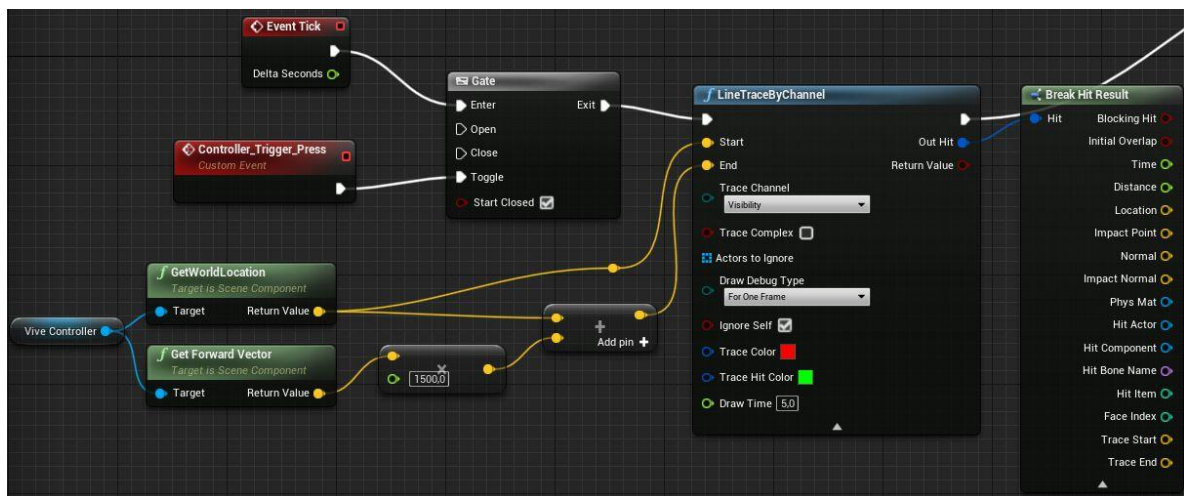 Event Tick
Delta Seconds
Controller_Trigger_Press
Custom Event
Gate
Enter Exit
Open
Close
Toggle
Start Closed
GetWorldLocation
Target is Scene Component
Target Return Value
Vive Controller
Get Forward Vector
Target is Scene Component
Target Return Value
1500,0
Add pin
LineTraceByChannel
Start Out Hit
End Return Value
Trace Channel
Visibility
Trace Complex
Actors to Ignore
Draw Debug Type
For One Frame
Ignore Self
Trace Color
Trace Hit Color
Draw Time 5,0
Break Hit Result
Hit Blocking Hit
Initial Overlap
Time
Distance
Location
Impact Point
Normal
Impact Normal
Phys Mat
Hit Actor
Hit Component
Hit Bone Name
Hit Item
Face Index
Trace Start
Trace End